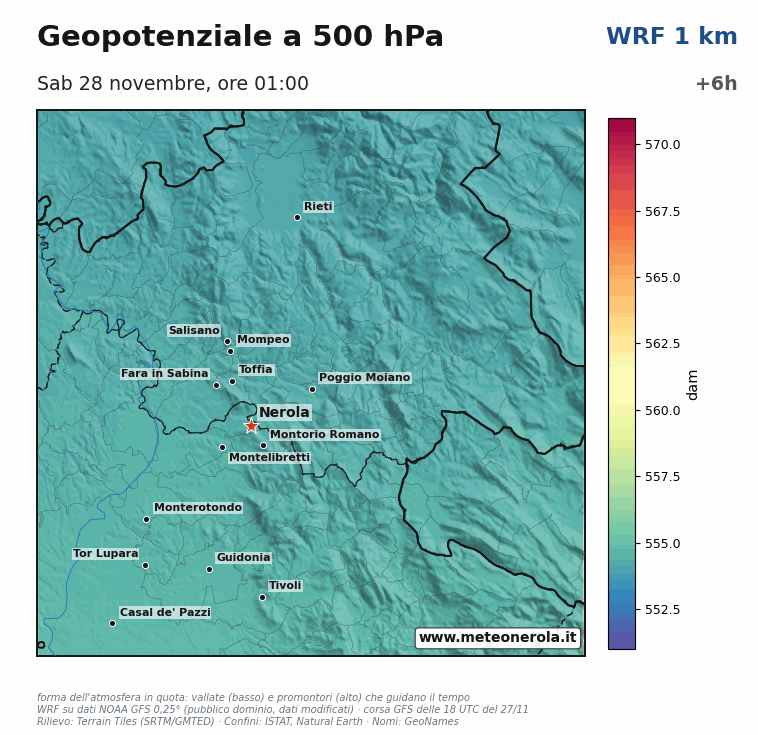 Geopotenziale a 500 hPa
WRF 1 km
Sab 28 novembre, ore 01:00
+6h
Rieti
Salisano
Mompeo
Toffia
Fara in Sabina
Poggio Moiano
Nerola
Montorio Romano
Montelibretti
Monterotondo
Tor Lupara
Guidonia
Tivoli
Casal de' Pazzi
www.meteonerola.it
570.0
567.5
565.0
562.5
560.0
557.5
555.0
552.5
dam
forma dell'atmosfera in quota: vallate (basso) e promontori (alto) che guidano il tempo
WRF su dati NOAA GFS 0,25° (pubblico dominio, dati modificati) · corsa GFS delle 18 UTC del 27/11
Rilievo: Terrain Tiles (SRTM/GMTED) · Confini: ISTAT, Natural Earth · Nomi: GeoNames